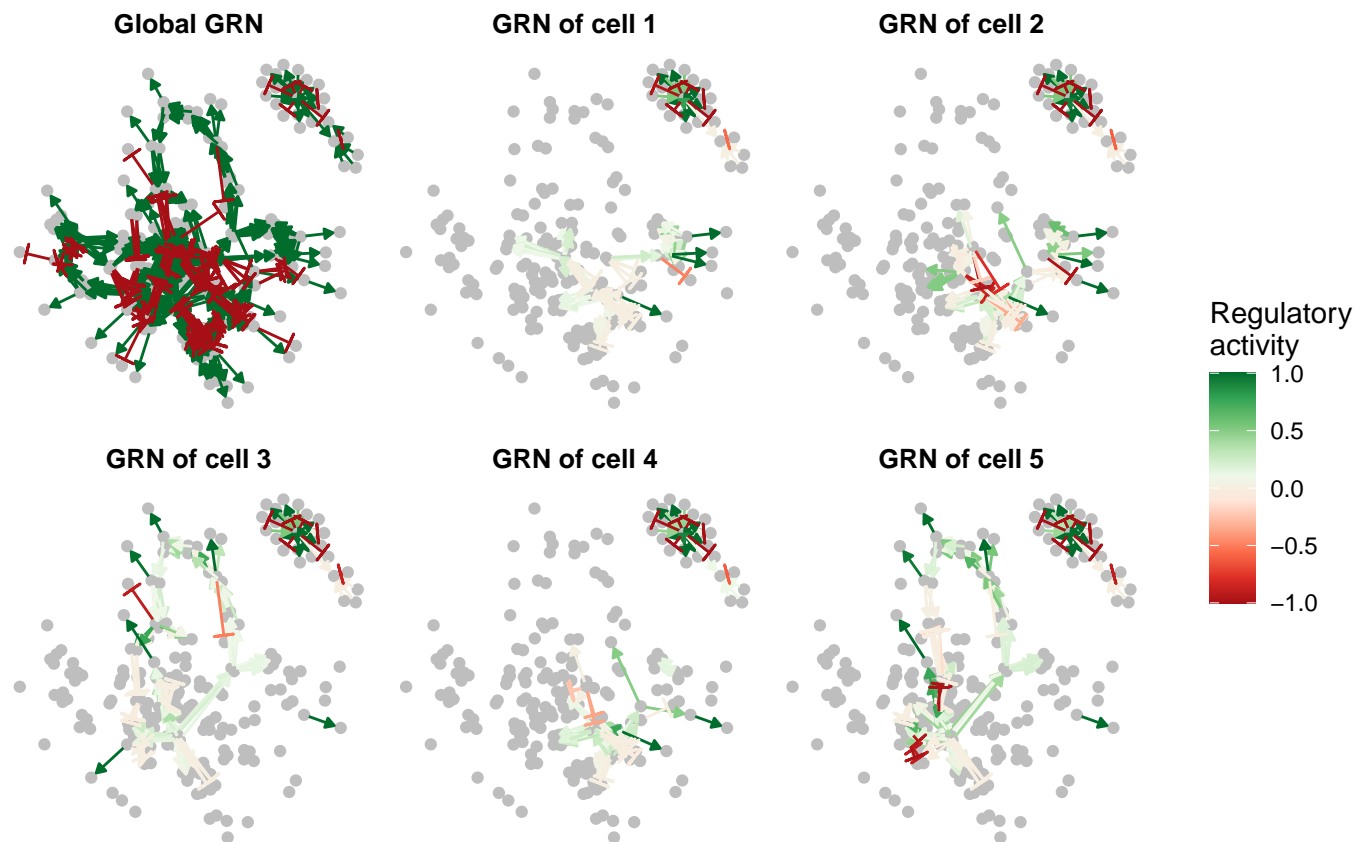 Global GRN
GRN of cell 1
GRN of cell 2
GRN of cell 3
GRN of cell 4
GRN of cell 5
Regulatory
activity
1.0
0.5
0.0
−0.5
−1.0